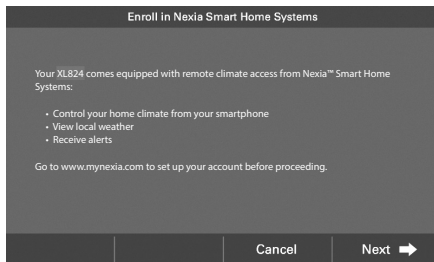 Enroll in Nexia Smart Home Systems
Your XL824 comes equipped with remote climate access from Nexia™ Smart Home
Systems:
• Control your home climate from your smartphone
• View local weather
• Receive alerts
Go to www.mynexia.com to set up your account before proceeding.
Cancel
Next